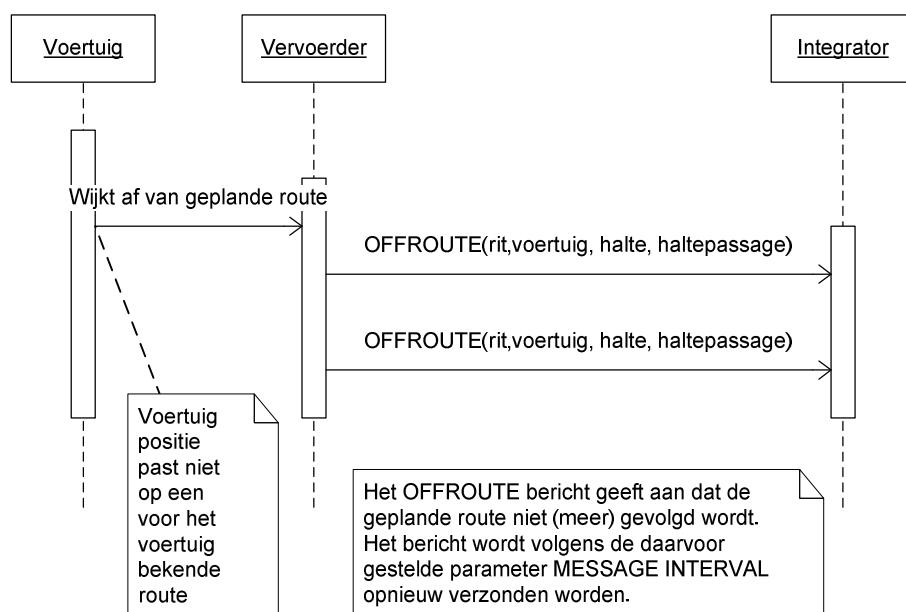 Voertuig
Vervoerder
Integrator
Wijkt af van geplande route
OFFROUTE(rit,voertuig, halte, haltepassage)
OFFROUTE(rit,voertuig, halte, haltepassage)
Voertuig
positie
past niet
op een
voor het
voertuig
bekende
route
Het OFFROUTE bericht geeft aan dat de
geplande route niet (meer) gevolgd wordt.
Het bericht wordt volgens de daarvoor
gestelde parameter MESSAGE INTERVAL
opnieuw verzonden worden.